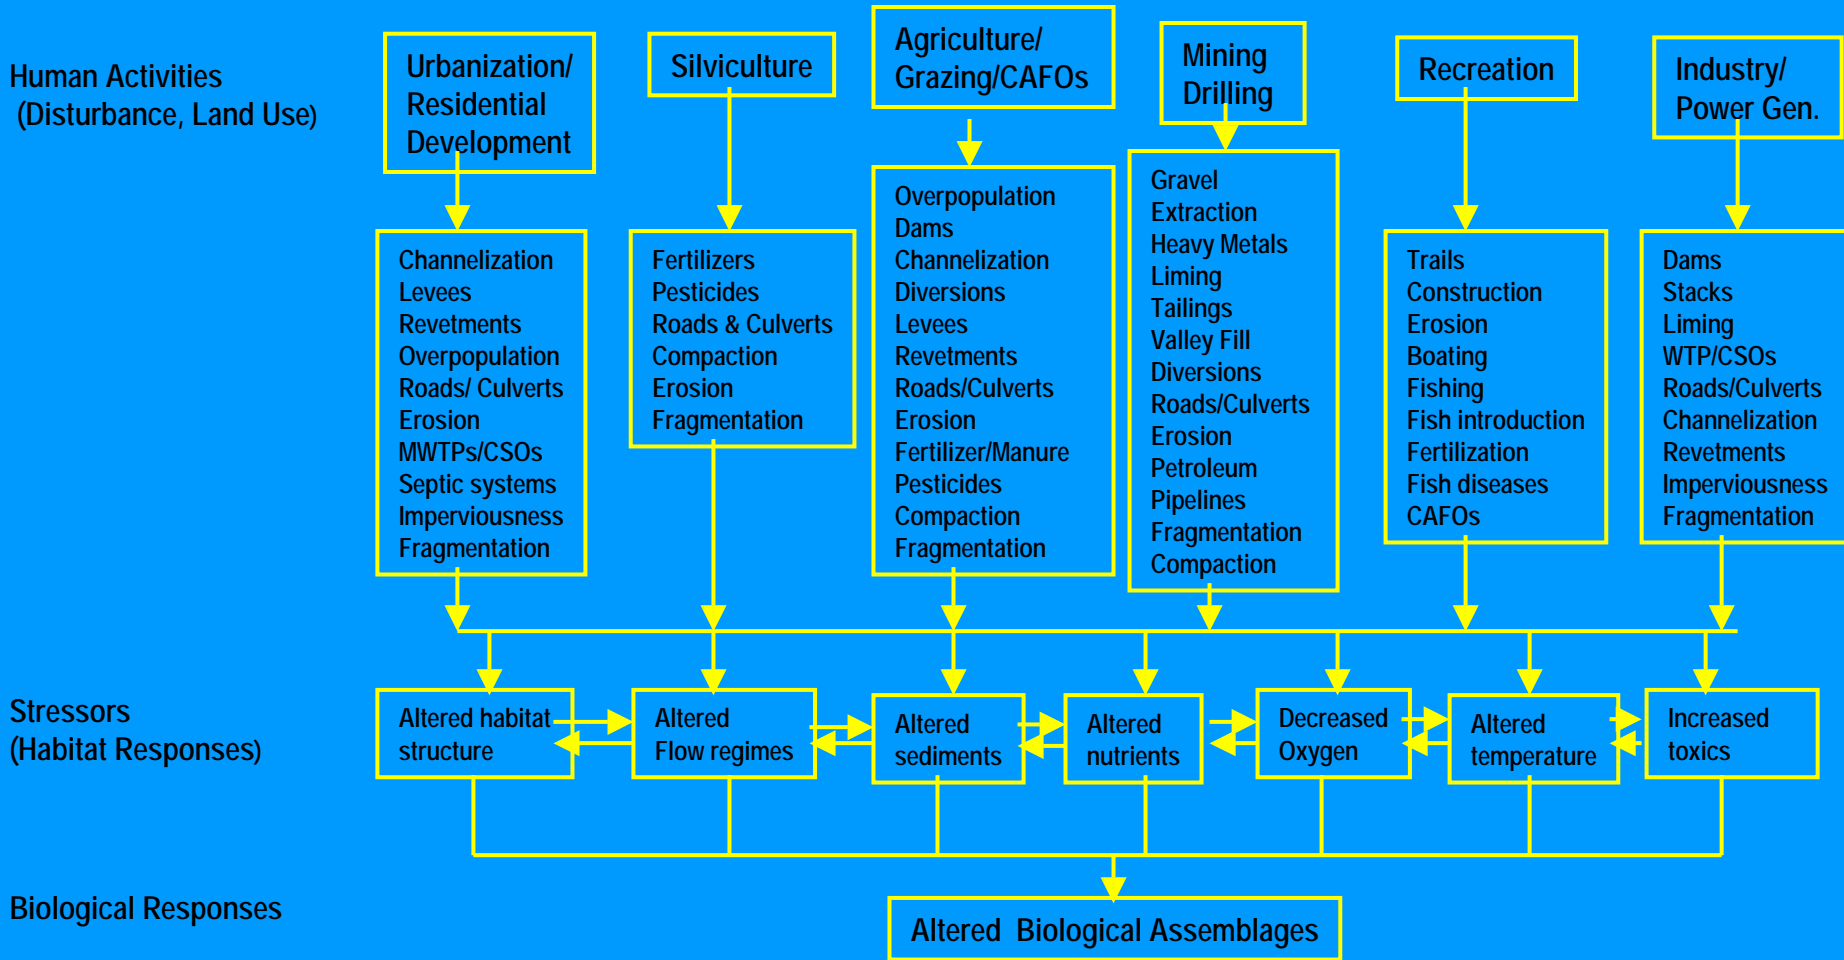 Human Activities
(Disturbance, Land Use)
Urbanization/
Residential
Development
Silviculture
Agriculture/
Grazing/CAFOs
Mining
Drilling
Recreation
Industry/
Power Gen.
Channelization
Levees
Revetments
Overpopulation
Roads/ Culverts
Erosion
MWTPs/CSOs
Septic systems
Imperviousness
Fragmentation
Fertilizers
Pesticides
Roads & Culverts
Compaction
Erosion
Fragmentation
Overpopulation
Dams
Channelization
Diversions
Levees
Revetments
Roads/Culverts
Erosion
Fertilizer/Manure
Pesticides
Compaction
Fragmentation
Gravel
Extraction
Heavy Metals
Liming
Tailings
Valley Fill
Diversions
Roads/Culverts
Erosion
Petroleum
Pipelines
Fragmentation
Compaction
Trails
Construction
Erosion
Boating
Fishing
Fish introduction
Fertilization
Fish diseases
CAFOs
Dams
Stacks
Liming
WTP/CSOs
Roads/Culverts
Channelization
Revetments
Imperviousness
Fragmentation
Stressors
(Habitat Responses)
Altered habitat
structure
Altered
Flow regimes
Altered
sediments
Altered
nutrients
Decreased
Oxygen
Altered
temperature
Increased
toxics
Biological Responses
Altered Biological Assemblages